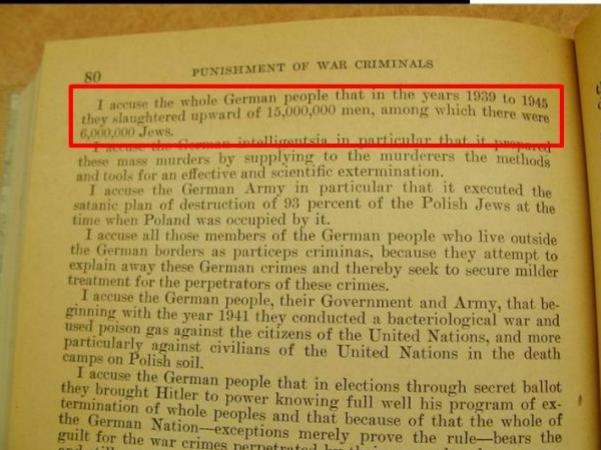 80
PUNISHMENT OF WAR CRIMINALS
I accuse the whole German people that in the years 1939 to 1945
they slaughtered upward of 15,000,000 men, among which there were
6,000,000 Jews.
I accuse the German intelligentsia in particular that it prepared
these mass murders by supplying to the murderers the methods
and tools for an effective and scientific extermination.
I accuse the German Army in particular that it executed the
satanic plan of destruction of 93 percent of the Polish Jews at the
time when Poland was occupied by it.
I accuse all those members of the German people who live outside
the German borders as particeps criminas, because they attempt to
explain away these German crimes and thereby seek to secure milder
treatment for the perpetrators of these crimes.
I accuse the German people, their Government and Army, that be-
ginning with the year 1941 they conducted a bacteriological war and
used poison gas against the citizens of the United Nations, and more
particularly against civilians of the United Nations in the death
camps on Polish soil.
I accuse the German people that in elections through secret ballot
they brought Hitler to power knowing full well his program of ex-
termination of whole peoples and that because of that the whole of
the German Nation—exceptions merely prove the rule—bears the
guilt for the war crimes perpetrated by